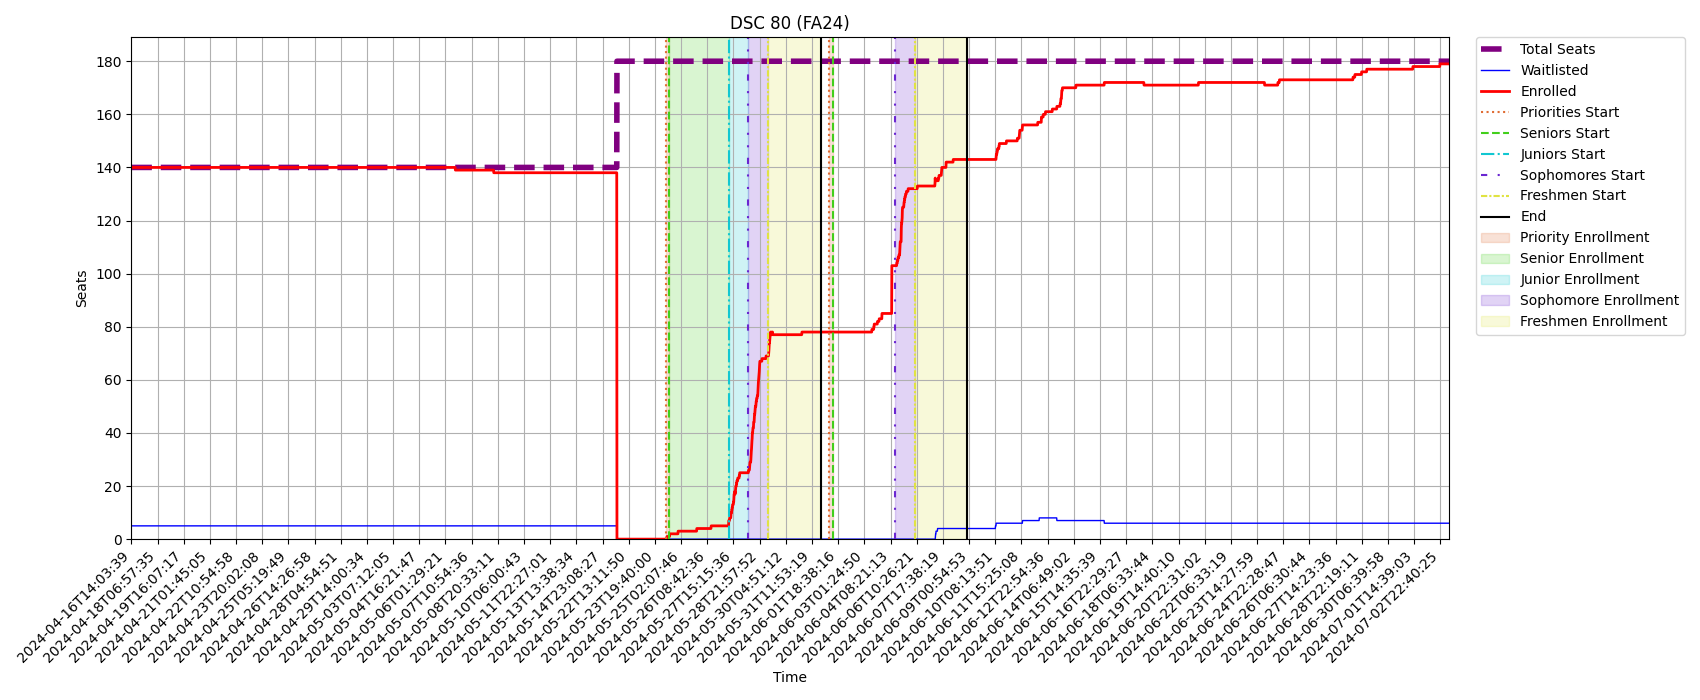 DSC 80 (FA24)
Seats
180
160
140
120
100
80
60
40
20
0
2024-04-16T14:03:39
2024-04-18T06:57:35
2024-04-19T16:07:17
2024-04-21T01:45:05
2024-04-22T10:54:58
2024-04-23T20:02:08
2024-04-25T05:19:49
2024-04-26T14:26:58
2024-04-28T04:54:51
2024-04-29T14:00:34
2024-05-03T07:12:05
2024-05-04T16:21:47
2024-05-06T01:29:21
2024-05-07T10:54:36
2024-05-08T20:33:11
2024-05-10T06:00:43
2024-05-11T22:27:01
2024-05-13T13:38:34
2024-05-14T23:08:27
2024-05-22T13:11:50
2024-05-23T19:40:00
2024-05-25T02:07:46
2024-05-26T08:42:36
2024-05-27T15:15:36
2024-05-28T21:57:52
2024-05-30T04:51:12
2024-05-31T11:53:19
2024-06-01T18:38:16
2024-06-03T01:24:50
2024-06-04T08:21:13
2024-06-06T10:26:21
2024-06-07T17:38:19
2024-06-09T00:54:53
2024-06-10T08:13:51
2024-06-11T15:25:08
2024-06-12T22:54:36
2024-06-14T06:49:02
2024-06-15T14:35:39
2024-06-16T22:29:27
2024-06-18T06:33:44
2024-06-19T14:40:10
2024-06-20T22:31:02
2024-06-22T06:33:19
2024-06-23T14:27:59
2024-06-24T22:28:47
2024-06-26T06:30:44
2024-06-27T14:23:36
2024-06-28T22:19:11
2024-06-30T06:39:58
2024-07-01T14:39:03
2024-07-02T22:40:25
Time
Total Seats
Waitlisted
Enrolled
Priorities Start
Seniors Start
Juniors Start
Sophomores Start
Freshmen Start
End
Priority Enrollment
Senior Enrollment
Junior Enrollment
Sophomore Enrollment
Freshmen Enrollment